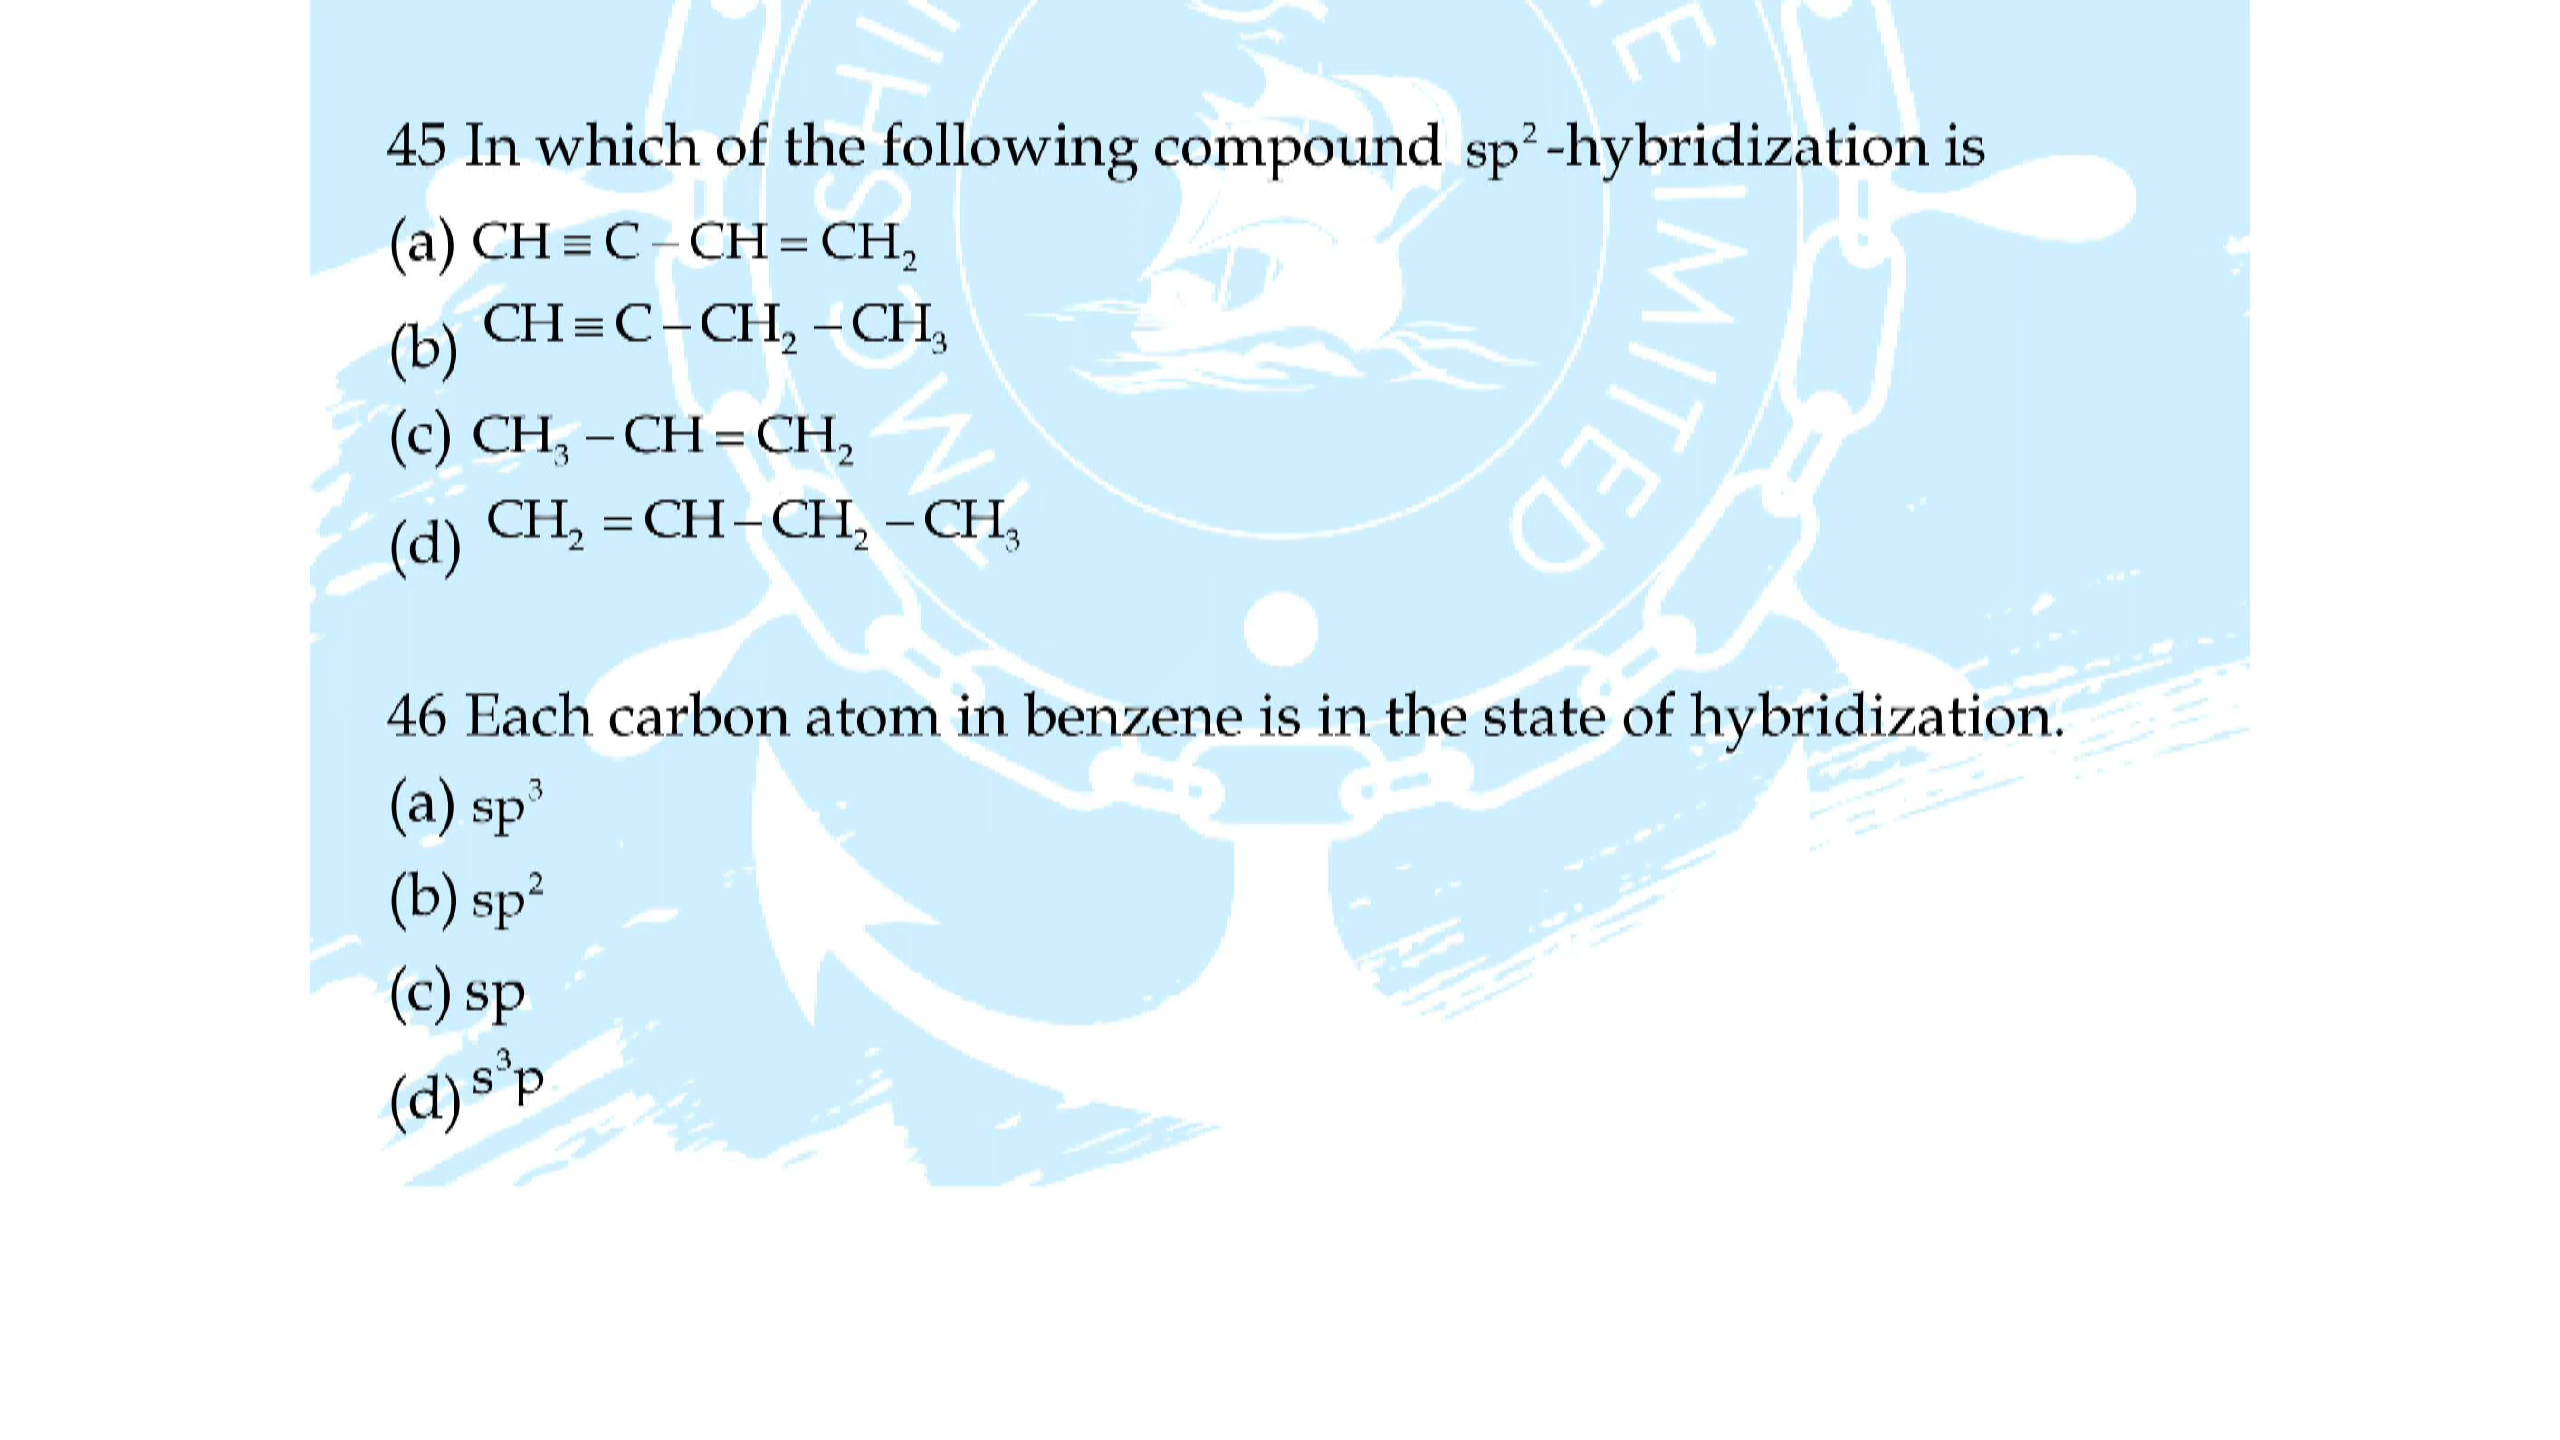 45 In which of the following compound sp²-hybridization is
(a) CH≡C–CH=CH₂
(b) CH≡C–CH₂–CH₃
(c) CH₃–CH=CH₂
(d) CH₂=CH–CH₂–CH₃
46 Each carbon atom in benzene is in the state of hybridization.
(a) sp³
(b) sp²
(c) sp
(d) s³p
LIMITED